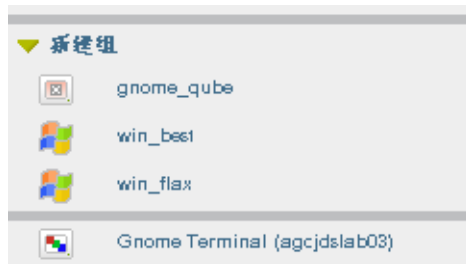 新建组
gnome_qube
win_best
win_flax
Gnome Terminal (agcjdslab03)